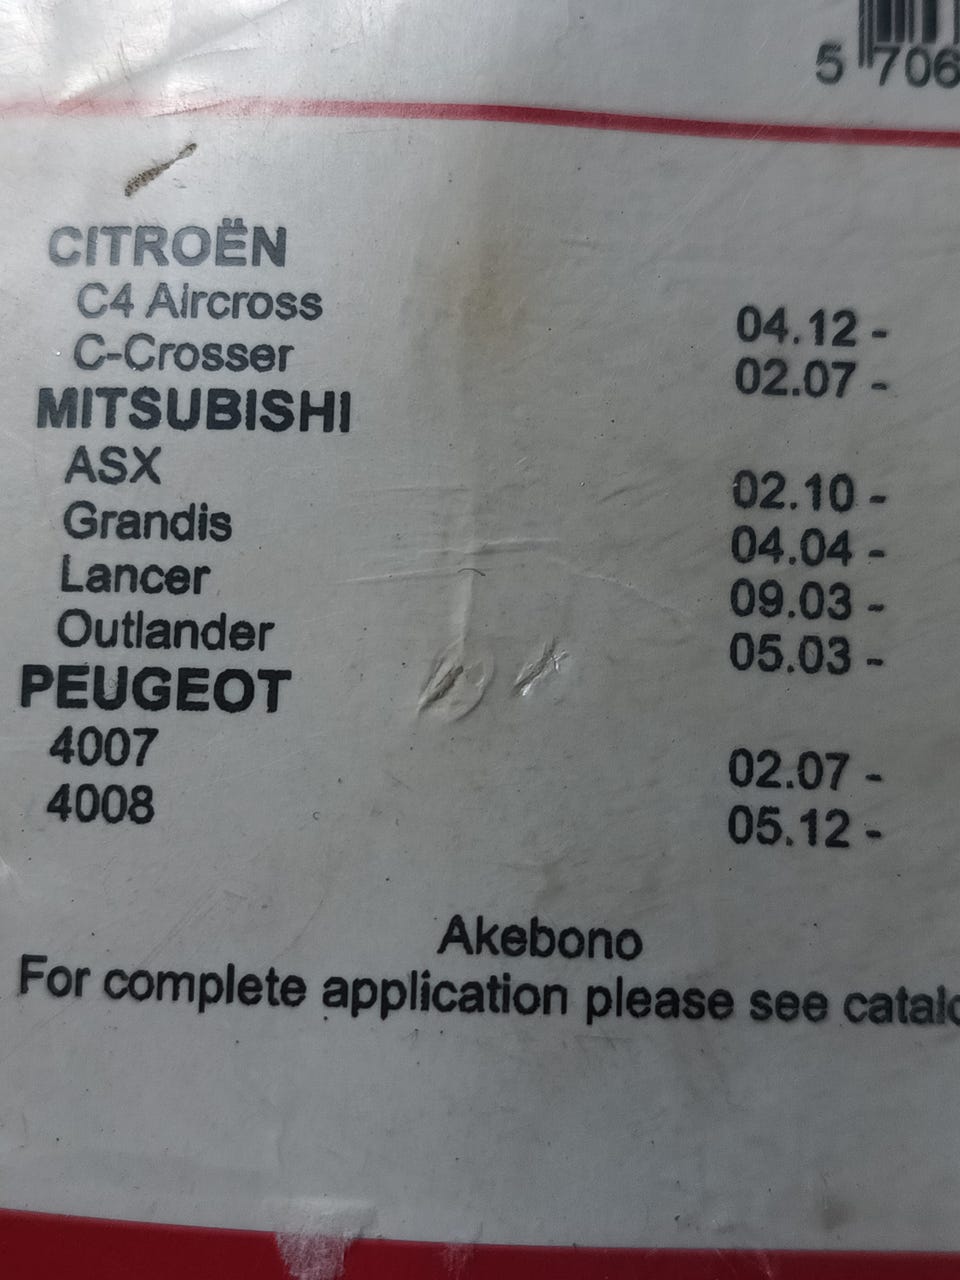 5 706
CITROËN
C4 Aircross 04.12 -
C-Crosser 02.07 -
MITSUBISHI
ASX 02.10 -
Grandis 04.04 -
Lancer 09.03 -
Outlander 05.03 -
PEUGEOT
4007 02.07 -
4008 05.12 -
Akebono
For complete application please see